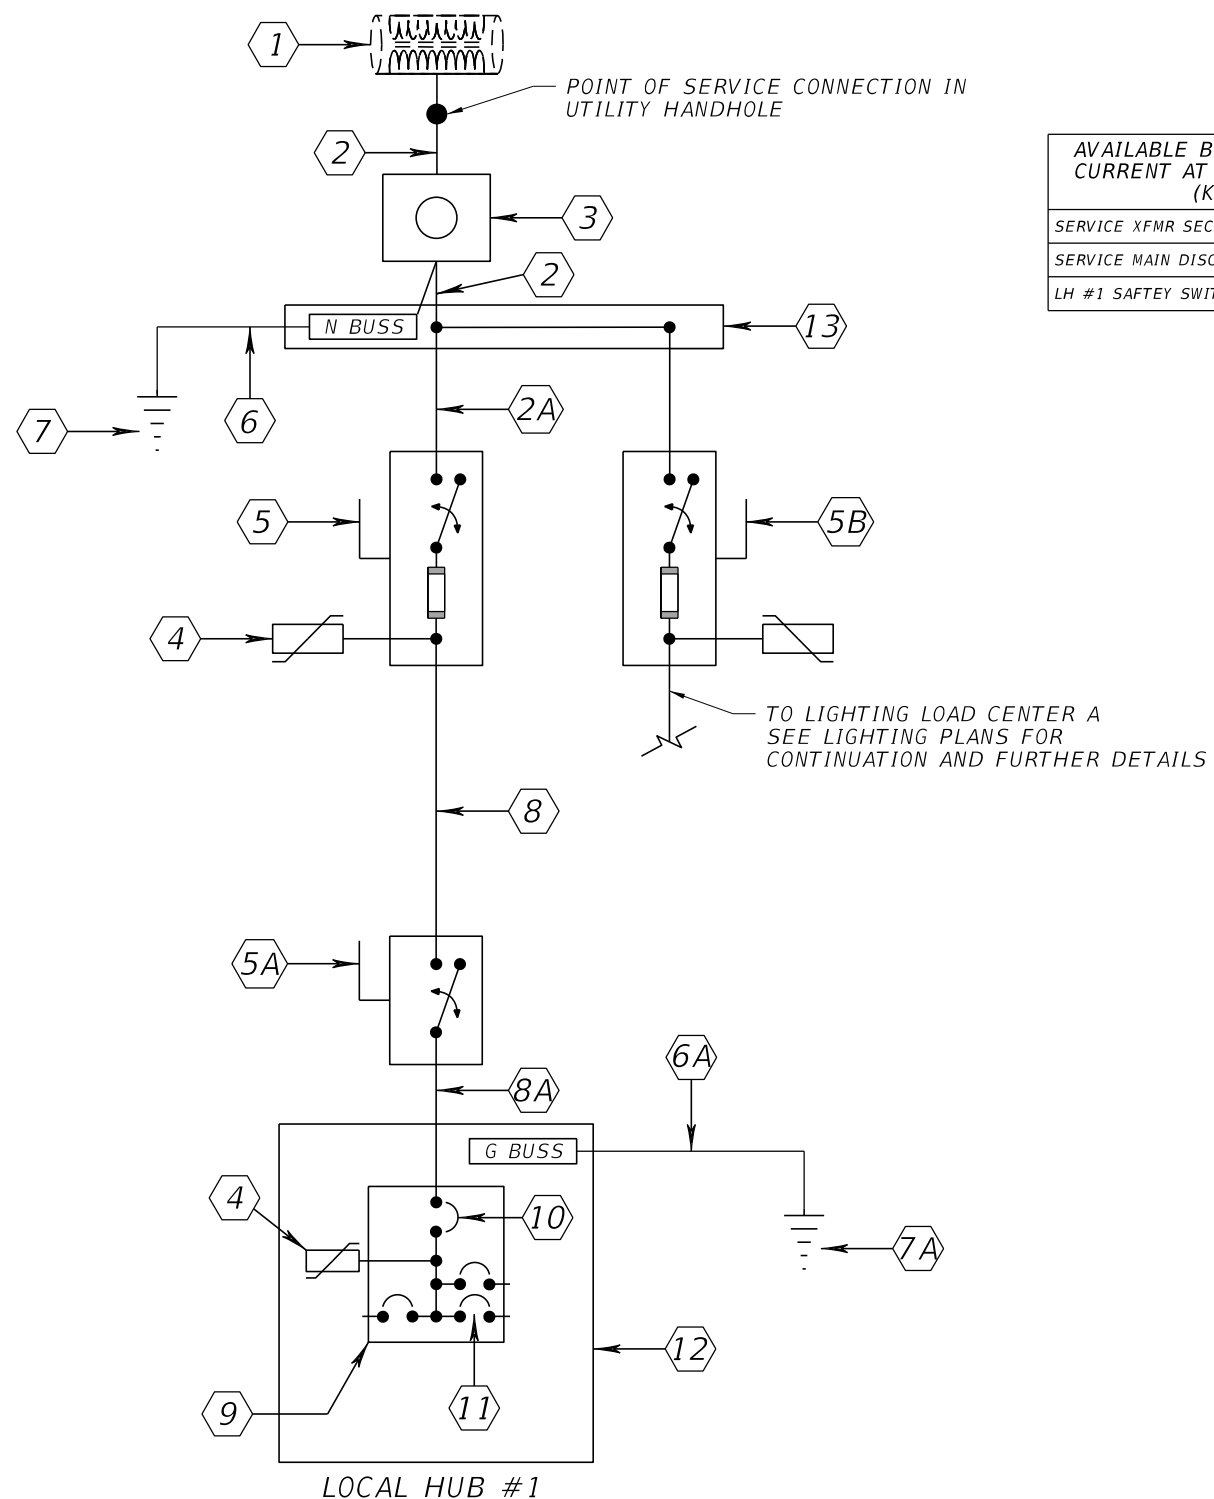 1
POINT OF SERVICE CONNECTION IN
UTILITY HANDHOLE
2
3
AVAILABLE B
CURRENT AT
(K
SERVICE XFMR SEC
SERVICE MAIN DISC
LH #1 SAFTEY SWIT
2
N BUSS
13
6
7
2A
5
5B
4
TO LIGHTING LOAD CENTER A
SEE LIGHTING PLANS FOR
CONTINUATION AND FURTHER DETAILS
8
5A
6A
8A
G BUSS
4
10
7A
12
9
11
LOCAL HUB #1